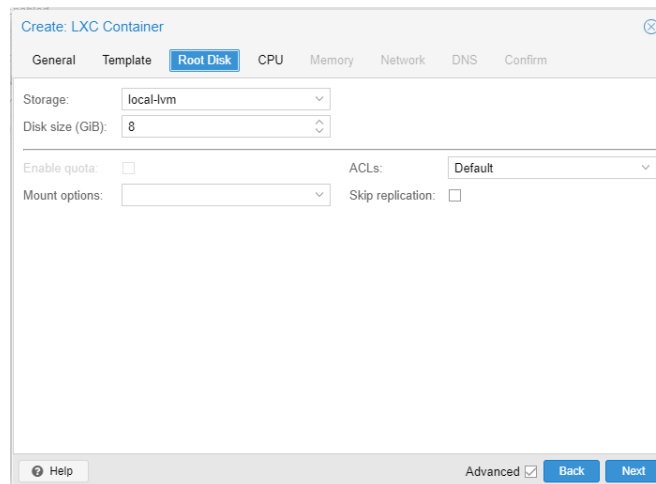 Create: LXC Container
General Template Root Disk CPU Memory Network DNS Confirm
Storage: local-lvm
Disk size (GiB): 8
Enable quota: ACLs: Default
Mount options: Skip replication:
Help Advanced Back Next